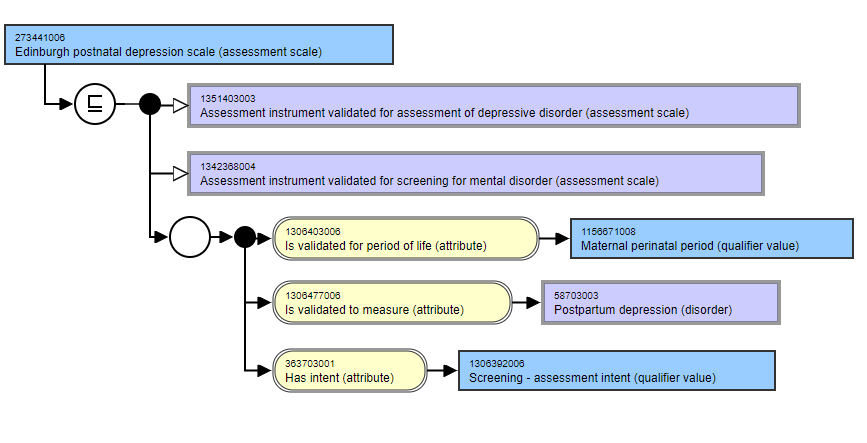 273441006
Edinburgh postnatal depression scale (assessment scale)
⊑
1351403003
Assessment instrument validated for assessment of depressive disorder (assessment scale)
1342368004
Assessment instrument validated for screening for mental disorder (assessment scale)
1306403006
Is validated for period of life (attribute)
1156671008
Maternal perinatal period (qualifier value)
1306477006
Is validated to measure (attribute)
58703003
Postpartum depression (disorder)
363703001
Has intent (attribute)
1306392006
Screening - assessment intent (qualifier value)